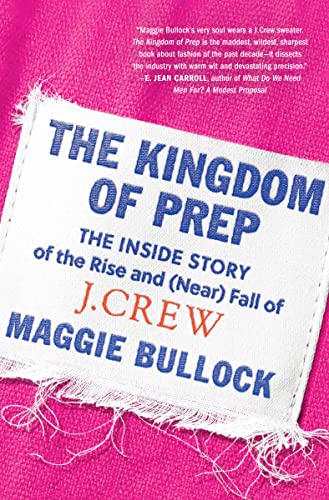 "Maggie Bullock's very soul wears a J.Crew sweater.
The Kingdom of Prep is the maddest, wildest, sharpest
book about fashion of the past decade—it dissects
the industry with warm wit and devastating precision."
—E. JEAN CARROLL, author of What Do We Need
Men For? A Modest Proposal
THE KINGDOM
OF PREP
THE INSIDE STORY
of the Rise and (Near) Fall of
J.CREW
MAGGIE BULLOCK